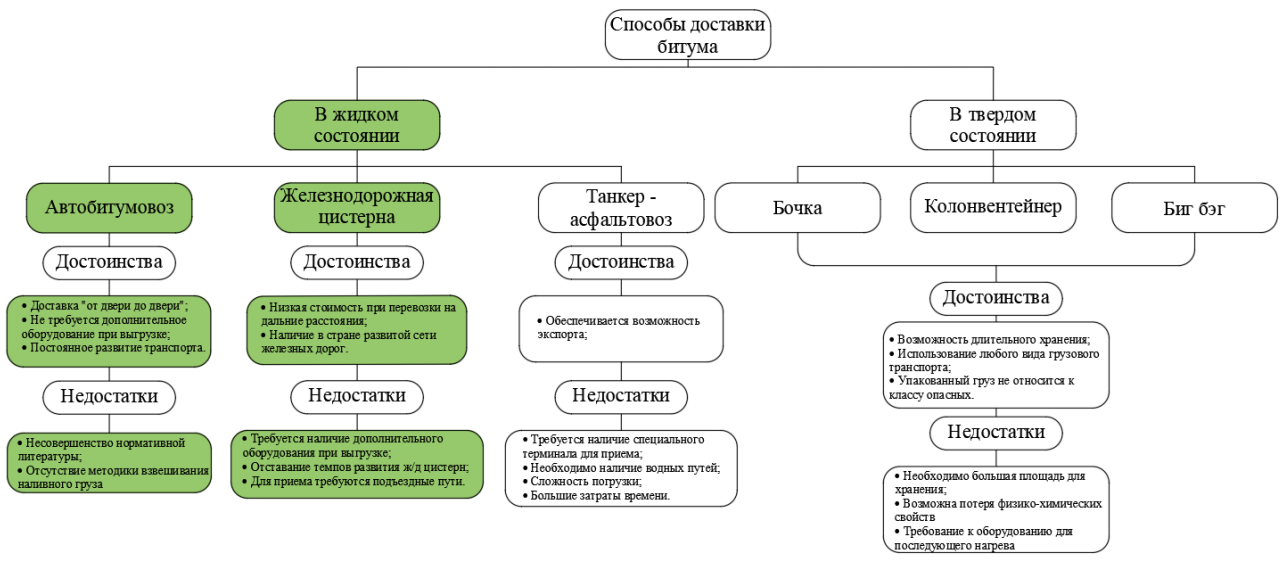 Способы доставки
битума
В жидком
состоянии
В твердом
состоянии
Автобитумовоз
Железнодорожная
цистерна
Танкер -
асфальтовоз
Бочка
Колонвентейнер
Биг бэг
Достоинства
• Доставка "от двери до двери";
• Не требуется дополнительное
оборудование при выгрузке;
• Постоянное развитие транспорта.
Недостатки
• Несовершенство нормативной
литературы;
• Отсутствие методики взвешивания
наливного груза
Достоинства
• Низкая стоимость при перевозки на
дальние расстояния;
• Наличие в стране развитой сети
железных дорог.
Недостатки
• Требуется наличие дополнительного
оборудования при выгрузке;
• Отставание темпов развития ж/д цистерн;
• Для приема требуются подъездные пути.
Достоинства
• Обеспечивается возможность
экспорта;
Недостатки
• Требуется наличие специального
терминала для приема;
• Необходимо наличие водных путей;
• Сложность погрузки;
• Большие затраты времени.
Достоинства
• Возможность длительного хранения;
• Использование любого вида грузового
транспорта;
• Упакованный груз не относится к
классу опасных.
Недостатки
• Необходимо большая площадь для
хранения;
• Возможна потеря физико-химических
свойств
• Требование к оборудованию для
последующего нагрева